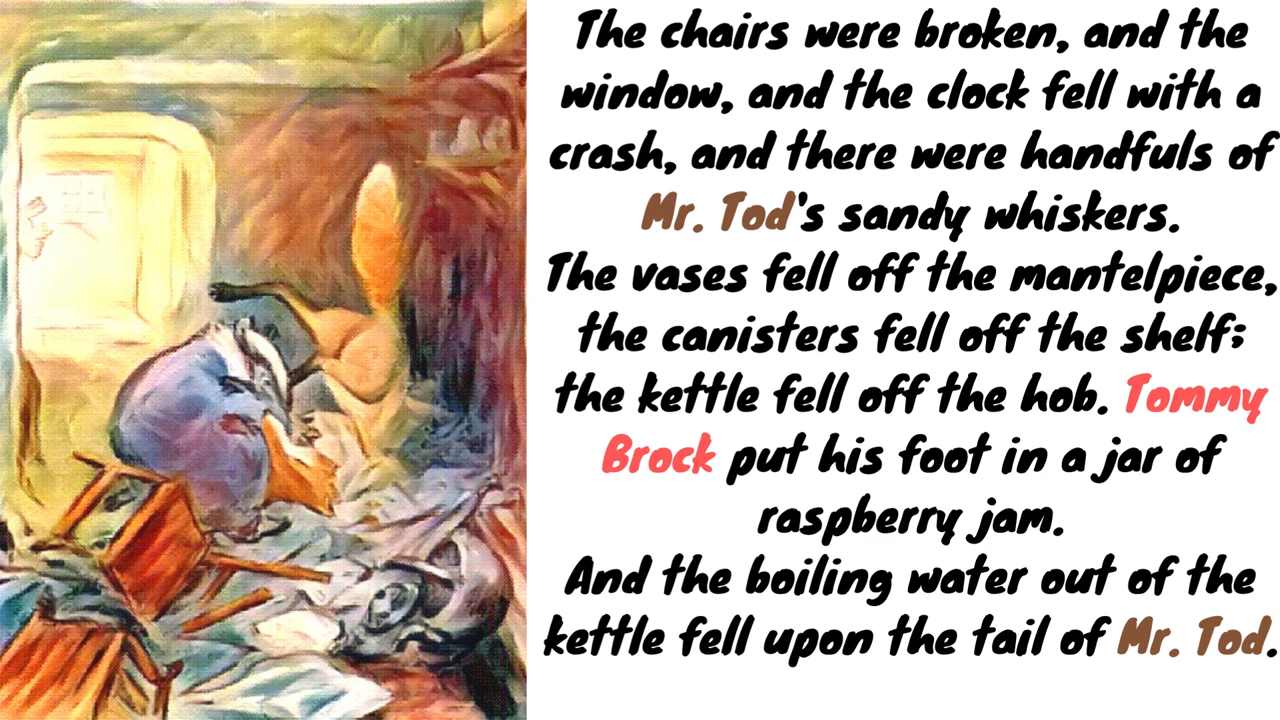 The chairs were broken, and the
window, and the clock fell with a
crash, and there were handfuls of
Mr. Tod's sandy whiskers.
The vases fell off the mantelpiece,
the canisters fell off the shelf;
the kettle fell off the hob. Tommy
Brock put his foot in a jar of
raspberry jam.
And the boiling water out of the
kettle fell upon the tail of Mr. Tod.